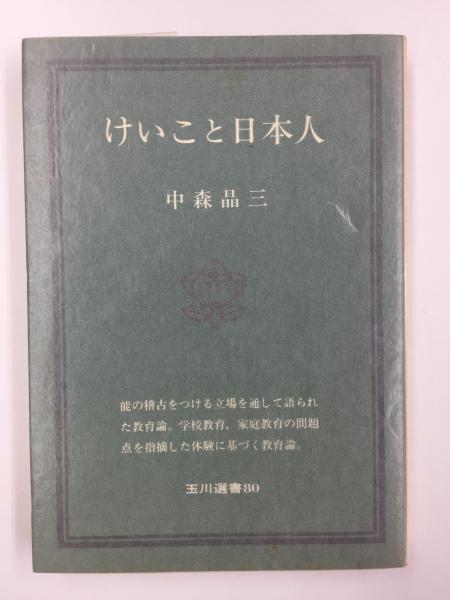 けいこと日本人
中森晶三
能の稽古をつける立場を通して語られ
た教育論。学校教育，家庭教育の問題
点を指摘した体験に基づく教育論。
玉川選書80